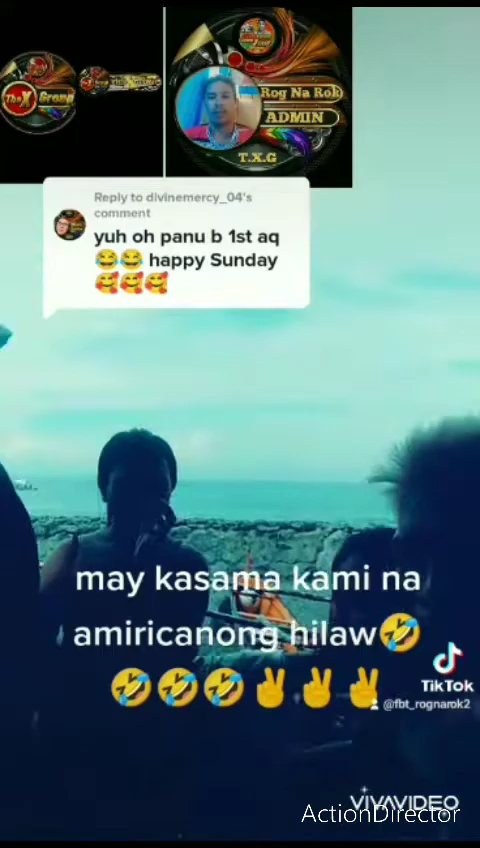 The X Group
Rog Na Rok
ADMIN
T.X.G
Reply to divinemercy_04's
comment
yuh oh panu b 1st aq
😂😂 happy Sunday
🥰🥰🥰
may kasama kami na
amiricanong hilaw🤣
🤣🤣🤣✌✌✌
TikTok
@fbt_rognarok2
VIVAVIDEO
ActionDirector